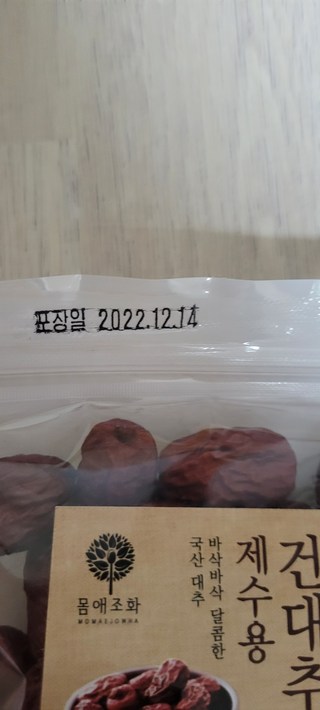 포장일 2022.12.14
건대추
제수용
바삭바삭 달콤한
국산 대추
몸애조화
MOMAEJOHWA